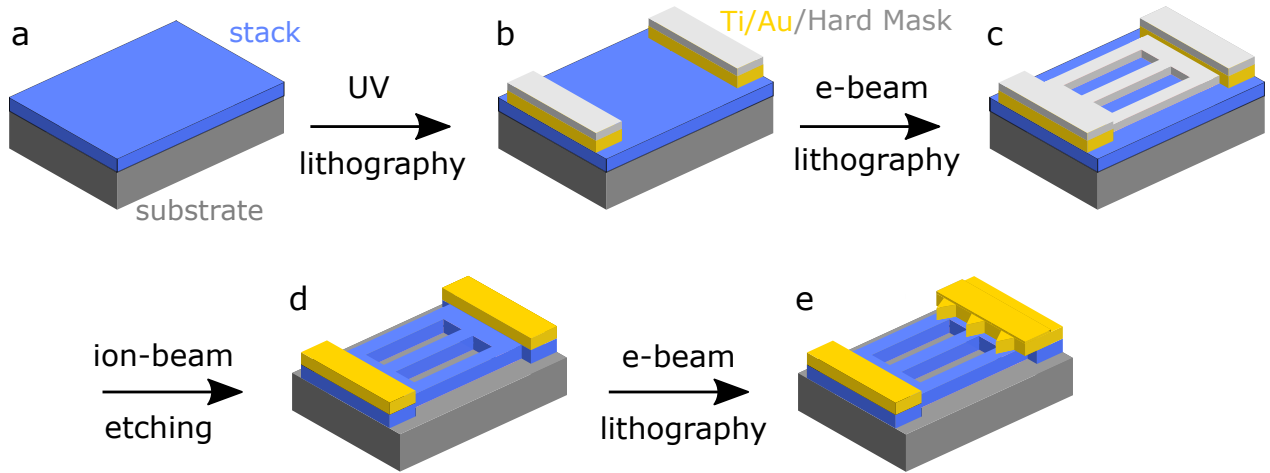 a
stack
substrate
UV
lithography
b
Ti/Au/Hard Mask
e-beam
lithography
c
ion-beam
etching
d
e-beam
lithography
e